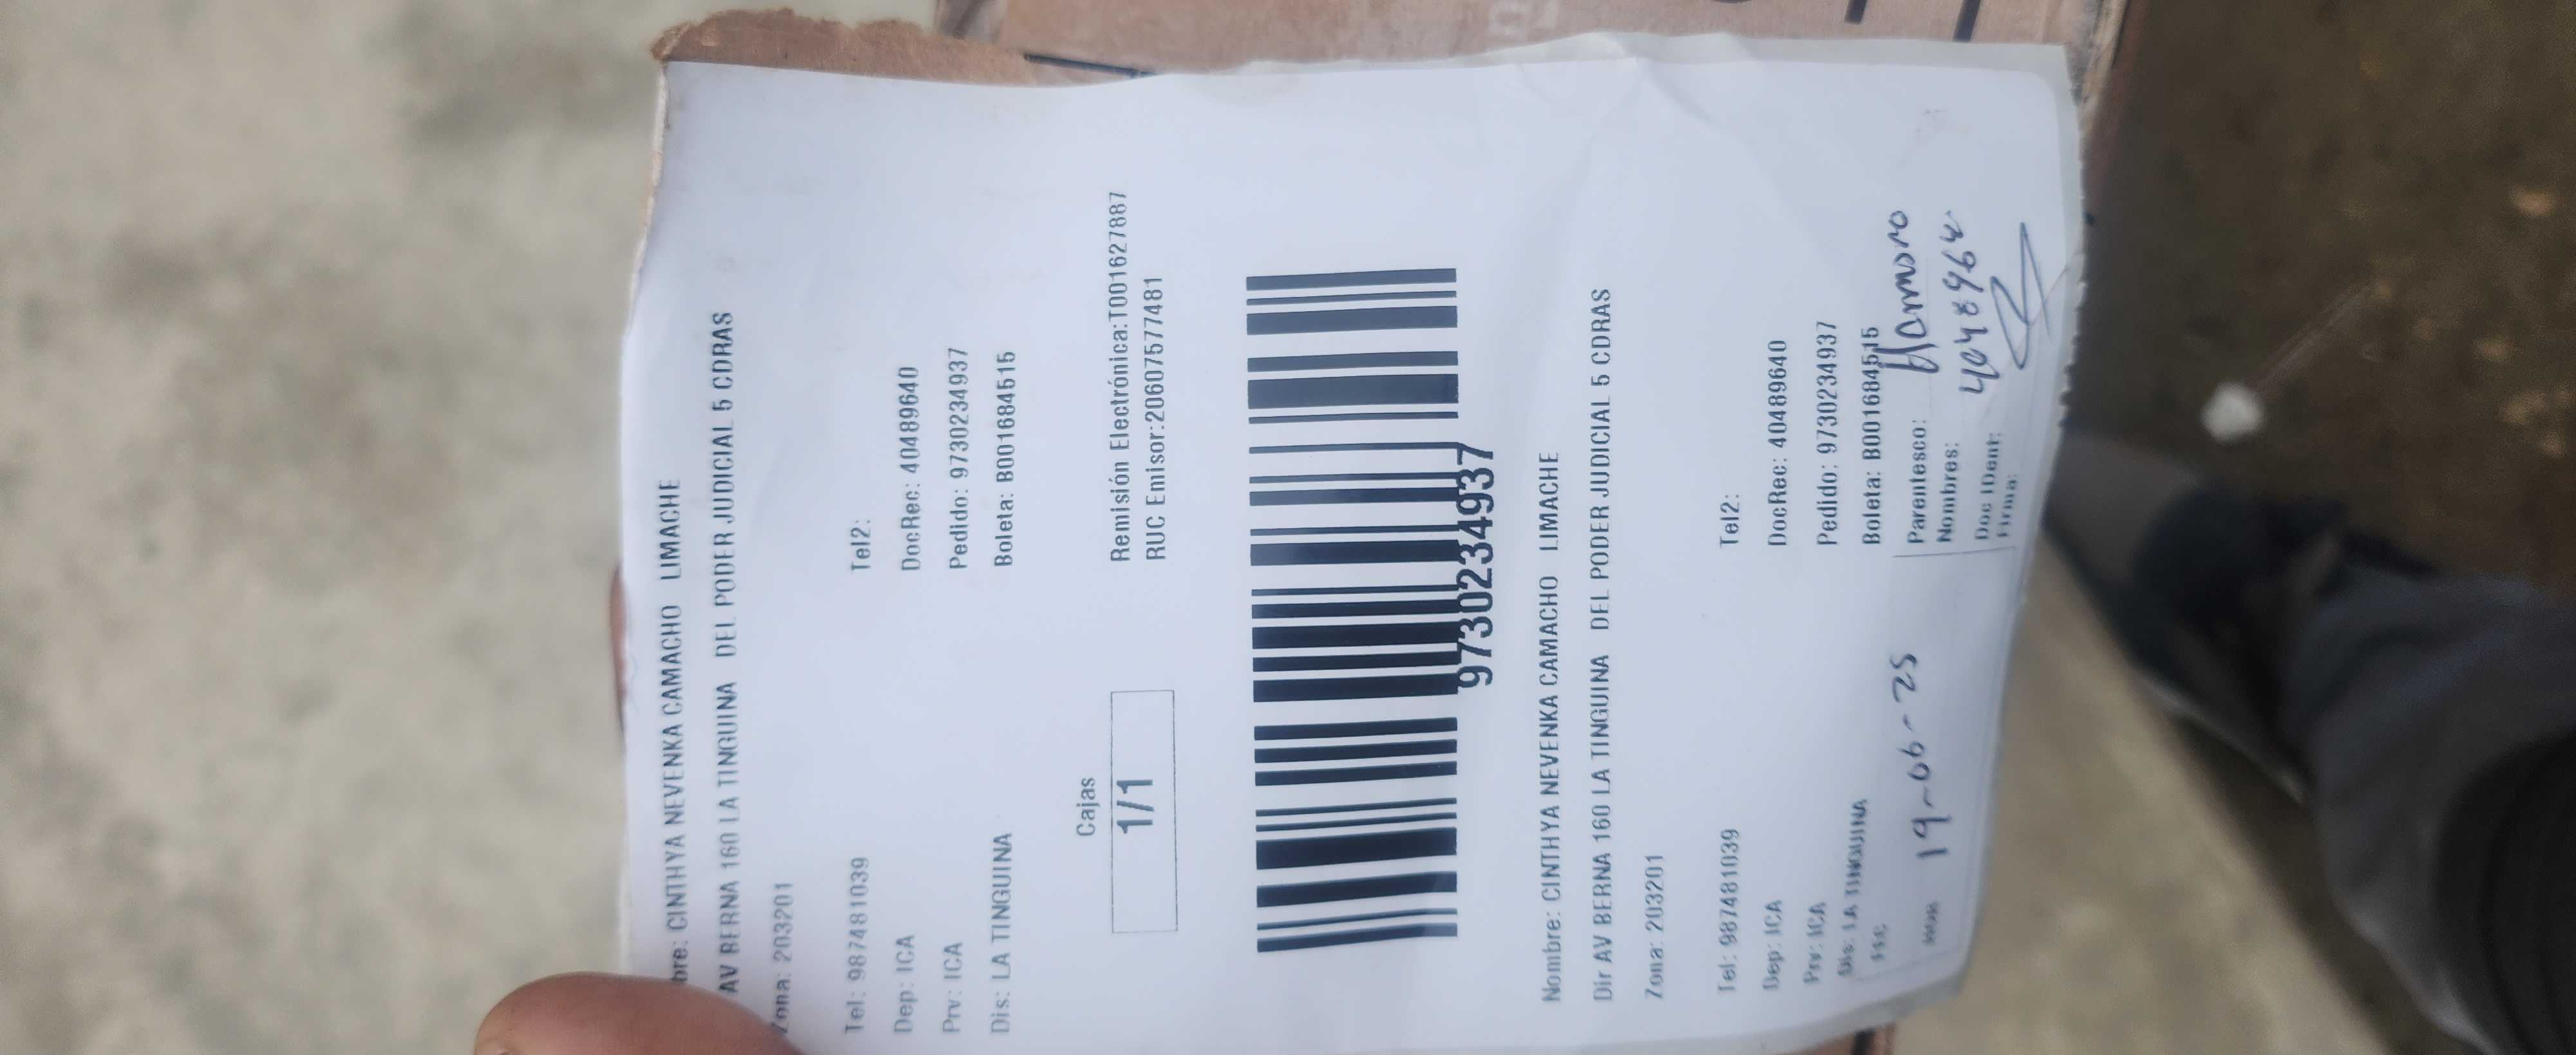 bre: CINTHYA NEVENKA CAMACHO LIMACHE
AV BERNA 160 LA TINGUINA DEL PODER JUDICIAL 5 CDRAS
Zona: 203201
Tel: 987481039 Tel2:
Dep: ICA DocRec: 40489640
Prv: ICA Pedido: 9730234937
Dis: LA TINGUINA Boleta: B001684515
Cajas
1/1
Remisión Electrónica:T001627887
RUC Emisor:20607577481
9730234937
Nombre: CINTHYA NEVENKA CAMACHO LIMACHE
Dir AV BERNA 160 LA TINGUINA DEL PODER JUDICIAL 5 CDRAS
Zona: 203201
Tel: 987481039 Tel2:
Dep: ICA DocRec: 40489640
Prv: ICA Pedido: 9730234937
Dis: LA TINGUINA Boleta: B001684515
Parentesco:
Nombres:
Doc IDent:
Firma:
19-06-25